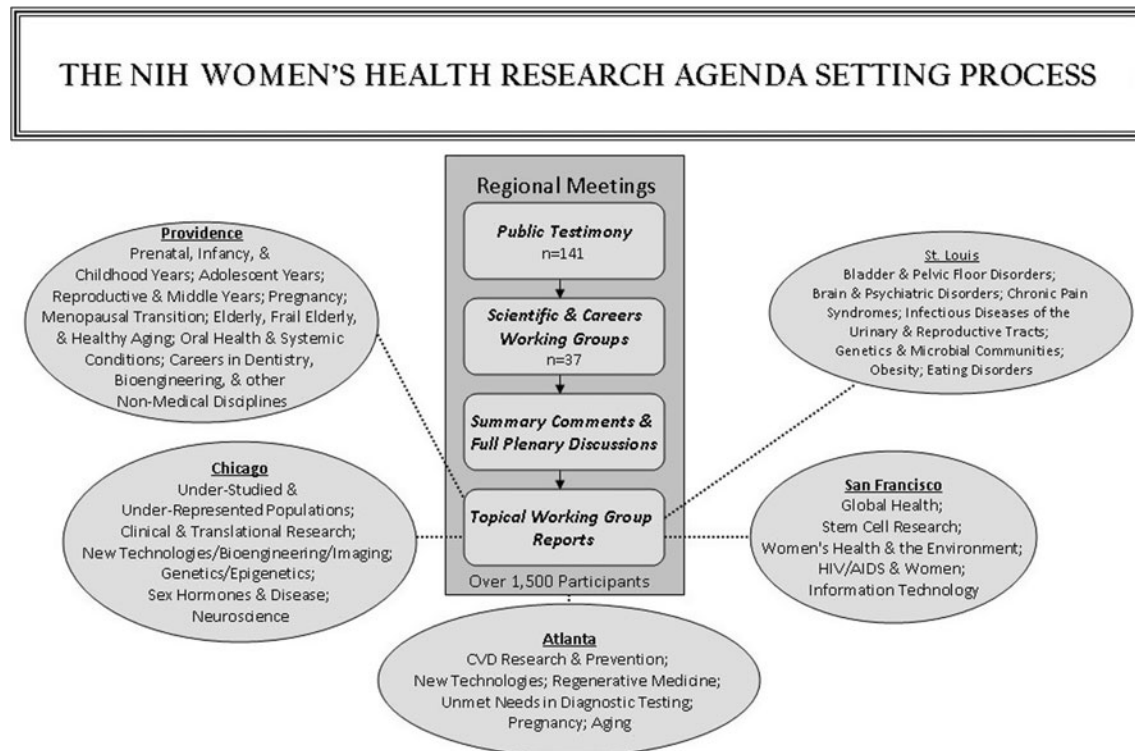 THE NIH WOMEN'S HEALTH RESEARCH AGENDA SETTING PROCESS
Regional Meetings
Public Testimony
n=141
Scientific & Careers
Working Groups
n=37
Summary Comments &
Full Plenary Discussions
Topical Working Group
Reports
Over 1,500 Participants
Providence
Prenatal, Infancy, &
Childhood Years; Adolescent Years;
Reproductive & Middle Years; Pregnancy;
Menopausal Transition; Elderly, Frail Elderly,
& Healthy Aging; Oral Health & Systemic
Conditions; Careers in Dentistry,
Bioengineering, & other
Non-Medical Disciplines
St. Louis
Bladder & Pelvic Floor Disorders;
Brain & Psychiatric Disorders; Chronic Pain
Syndromes; Infectious Diseases of the
Urinary & Reproductive Tracts;
Genetics & Microbial Communities;
Obesity; Eating Disorders
Chicago
Under-Studied &
Under-Represented Populations;
Clinical & Translational Research;
New Technologies/Bioengineering/Imaging;
Genetics/Epigenetics;
Sex Hormones & Disease;
Neuroscience
San Francisco
Global Health;
Stem Cell Research;
Women's Health & the Environment;
HIV/AIDS & Women;
Information Technology
Atlanta
CVD Research & Prevention;
New Technologies; Regenerative Medicine;
Unmet Needs in Diagnostic Testing;
Pregnancy; Aging